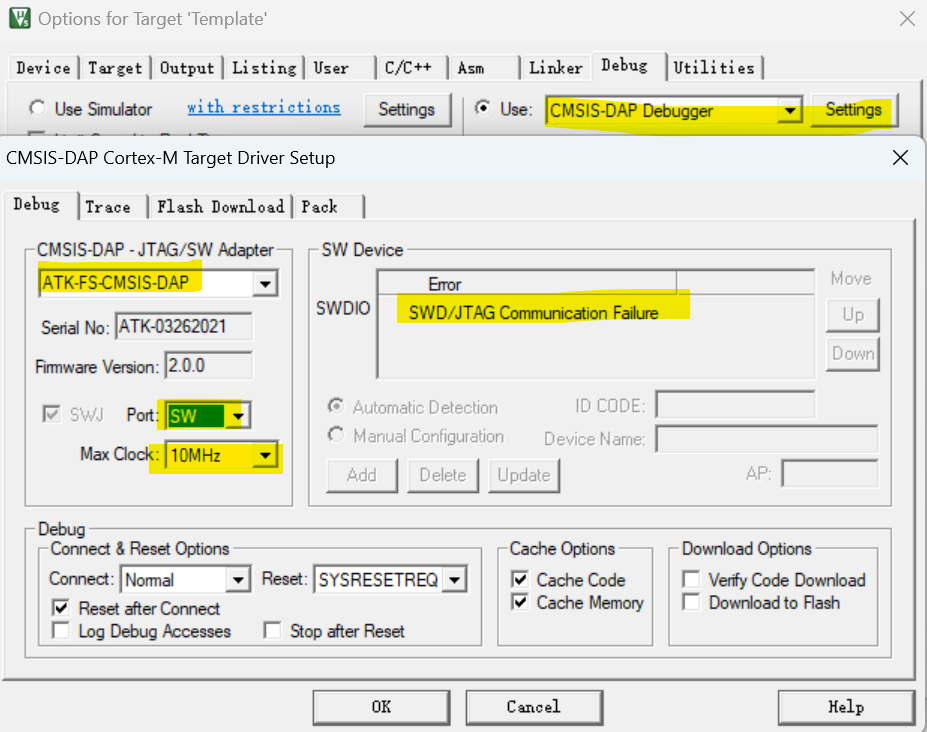 Options for Target 'Template'
Device Target Output Listing User C/C++ Asm Linker Debug Utilities
Use Simulator with restrictions Settings Use: CMSIS-DAP Debugger Settings
CMSIS-DAP Cortex-M Target Driver Setup
Debug Trace Flash Download Pack
CMSIS-DAP - JTAG/SW Adapter
ATK-FS-CMSIS-DAP
Serial No: ATK-03262021
Firmware Version: 2.0.0
SWJ Port: SW
Max Clock: 10MHz
SW Device
Error
SWDIO SWD/JTAG Communication Failure
Move
Up
Down
Automatic Detection ID CODE:
Manual Configuration Device Name:
Add Delete Update AP:
Debug
Connect & Reset Options
Connect: Normal Reset: SYSRESETREQ
Reset after Connect
Log Debug Accesses Stop after Reset
Cache Options
Cache Code
Cache Memory
Download Options
Verify Code Download
Download to Flash
OK Cancel Help